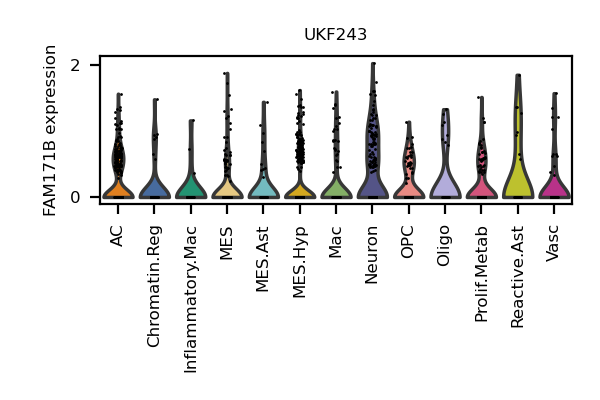 UKF243
FAM171B expression
2
0
AC
Chromatin.Reg
Inflammatory.Mac
MES
MES.Ast
MES.Hyp
Mac
Neuron
OPC
Oligo
Prolif.Metab
Reactive.Ast
Vasc